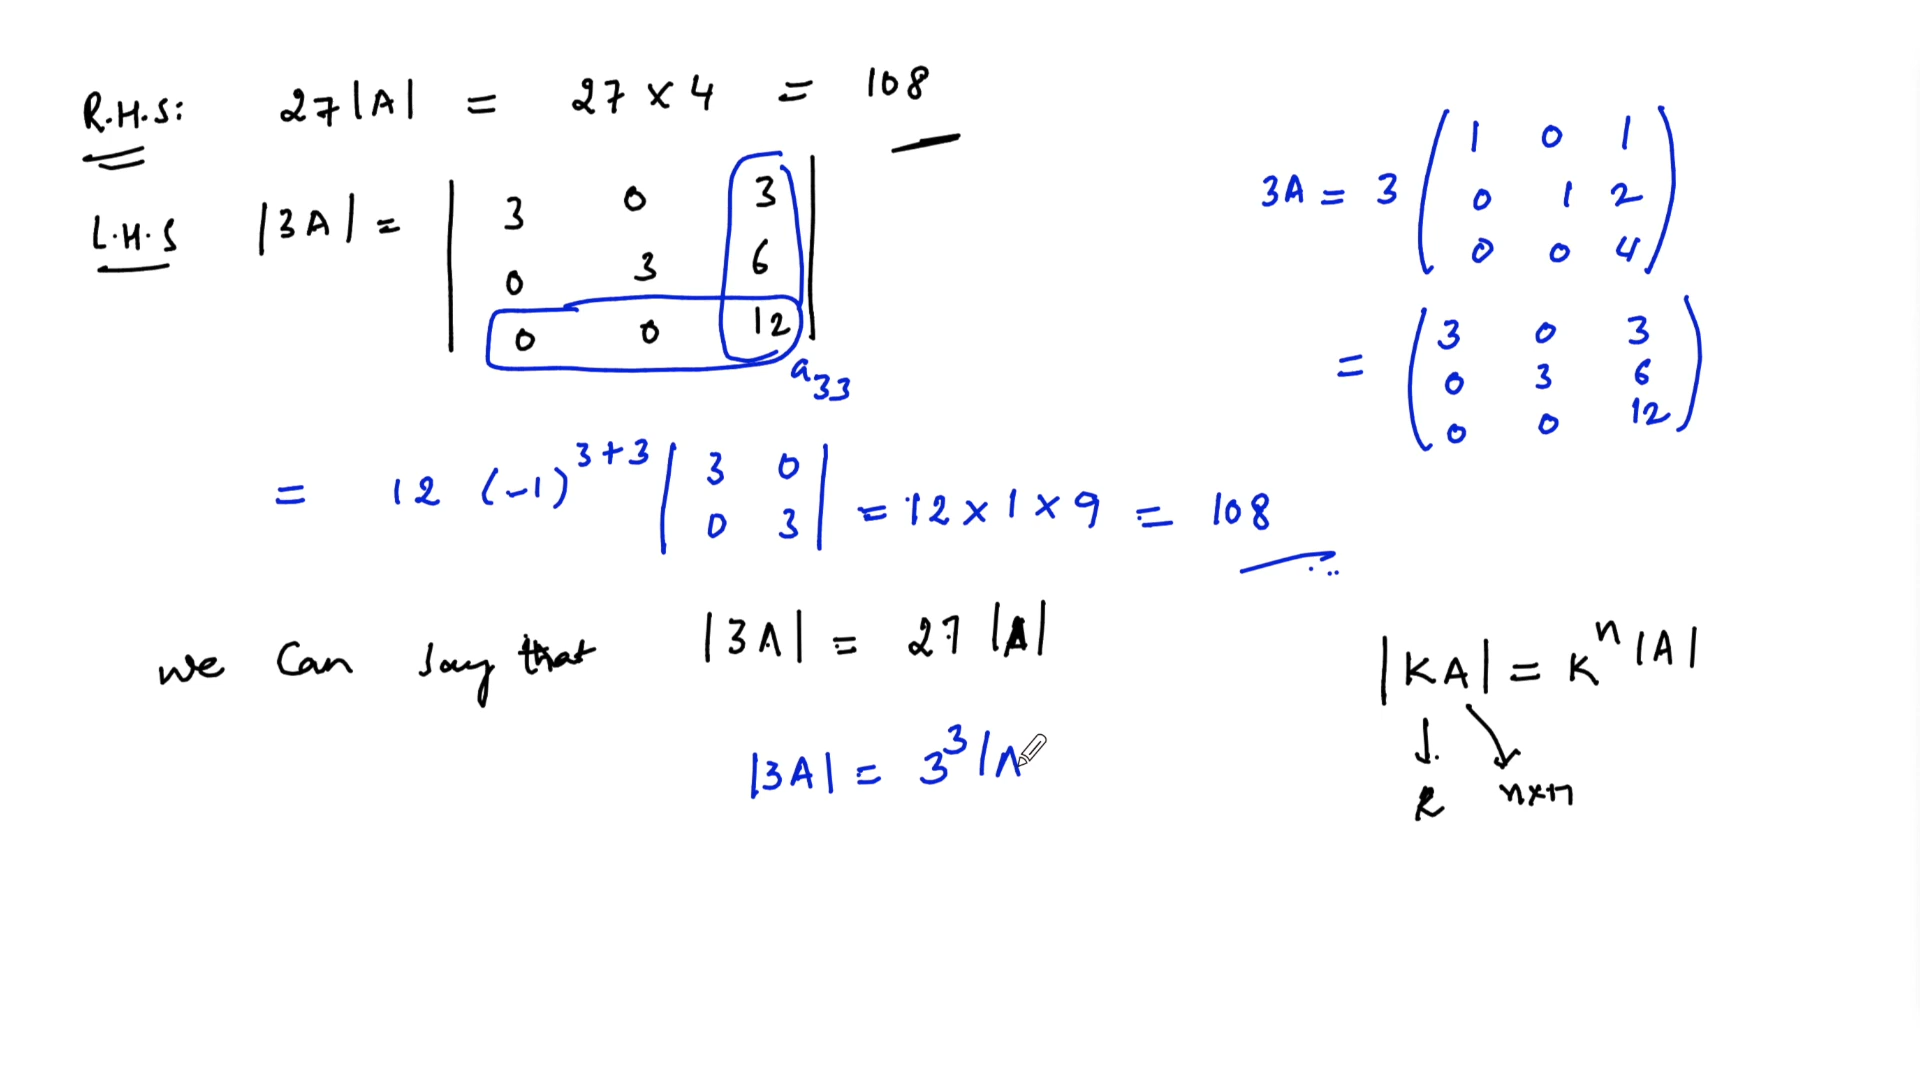 R.H.S: 27|A| = 27 × 4 = 108
L.H.S |3A| =
3 0 3
0 3 6
0 0 12
a33
= 12 (-1)^3+3 | 3 0 | = 12 × 1 × 9 = 108
0 3
we can say that |3A| = 27 |A|
|3A| = 3^3 |A
3A = 3
1 0 1
0 1 2
0 0 4
=
3 0 3
0 3 6
0 0 12
|KA| = K^n |A|
n×n